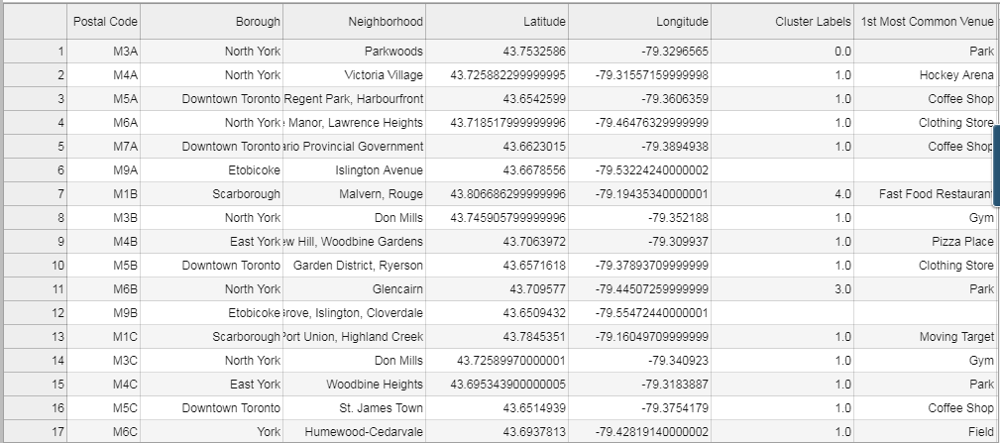 Postal Code Borough Neighborhood Latitude Longitude Cluster Labels 1st Most Common Venue
1 M3A North York Parkwoods 43.7532586 -79.3296565 0.0 Park
2 M4A North York Victoria Village 43.725882299999995 -79.31557159999998 1.0 Hockey Arena
3 M5A Downtown Toronto Regent Park, Harbourfront 43.6542599 -79.3606359 1.0 Coffee Shop
4 M6A North York Manor, Lawrence Heights 43.718517999999996 -79.46476329999999 1.0 Clothing Store
5 M7A Downtown Toronto Provincial Government 43.6623015 -79.3894938 1.0 Coffee Shop
6 M9A Etobicoke Islington Avenue 43.6678556 -79.53224240000002
7 M1B Scarborough Malvern, Rouge 43.806686299999996 -79.19435340000001 4.0 Fast Food Restaurant
8 M3B North York Don Mills 43.745905799999996 -79.352188 1.0 Gym
9 M4B East York Hill, Woodbine Gardens 43.7063972 -79.309937 1.0 Pizza Place
10 M5B Downtown Toronto Garden District, Ryerson 43.6571618 -79.37893709999999 1.0 Clothing Store
11 M6B North York Glencairn 43.709577 -79.44507259999999 3.0 Park
12 M9B Etobicoke Islington, Cloverdale 43.6509432 -79.55472440000001
13 M1C Scarborough Port Union, Highland Creek 43.7845351 -79.16049709999999 1.0 Moving Target
14 M3C North York Don Mills 43.72589970000001 -79.340923 1.0 Gym
15 M4C East York Woodbine Heights 43.695343900000005 -79.3183887 1.0 Park
16 M5C Downtown Toronto St. James Town 43.6514939 -79.3754179 1.0 Coffee Shop
17 M6C York Humewood-Cedarvale 43.6937813 -79.42819140000002 1.0 Field